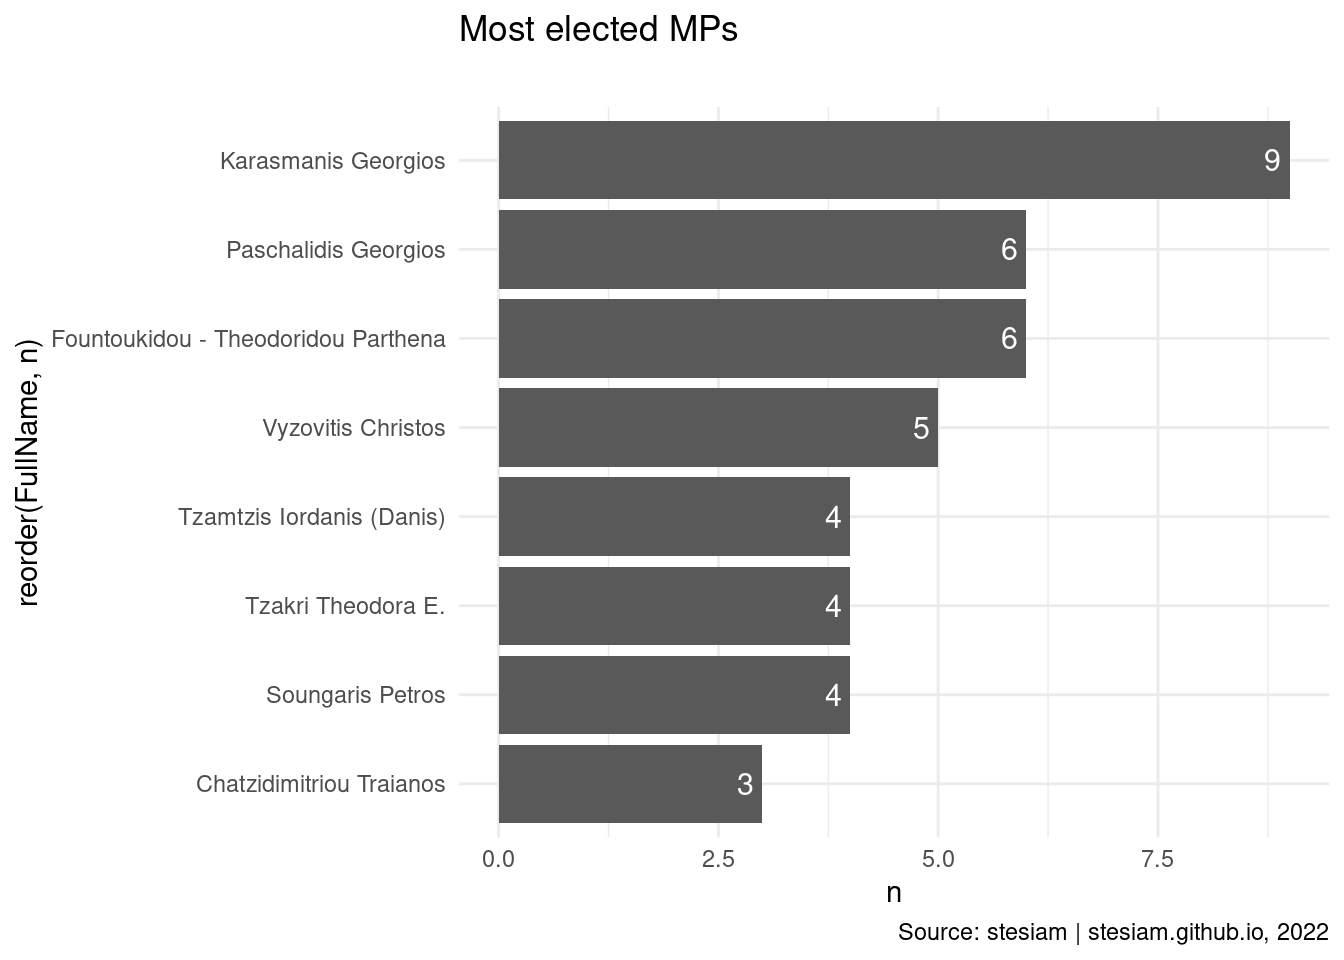 Most elected MPs
reorder(FullName, n)
Karasmanis Georgios 9
Paschalidis Georgios 6
Fountoukidou - Theodoridou Parthena 6
Vyzovitis Christos 5
Tzamtzis Iordanis (Danis) 4
Tzakri Theodora E. 4
Soungaris Petros 4
Chatzidimitriou Traianos 3
0.0 2.5 5.0 7.5
n
Source: stesiam | stesiam.github.io, 2022